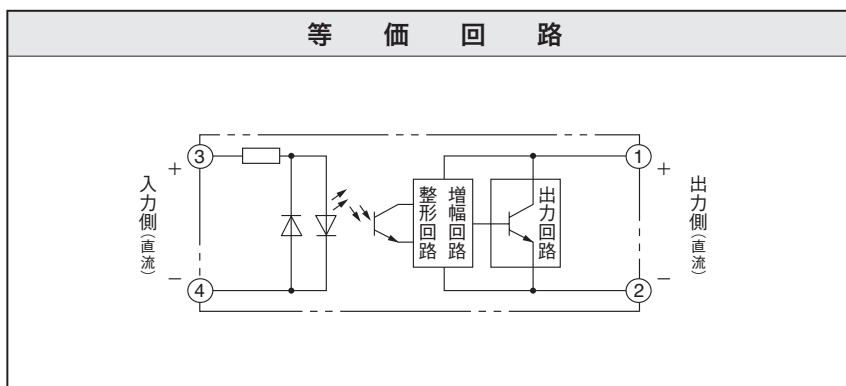 等価回路
③
+
入力側(直流)
−
④
整形回路
増幅回路
出力回路
①
+
出力側(直流)
−
②